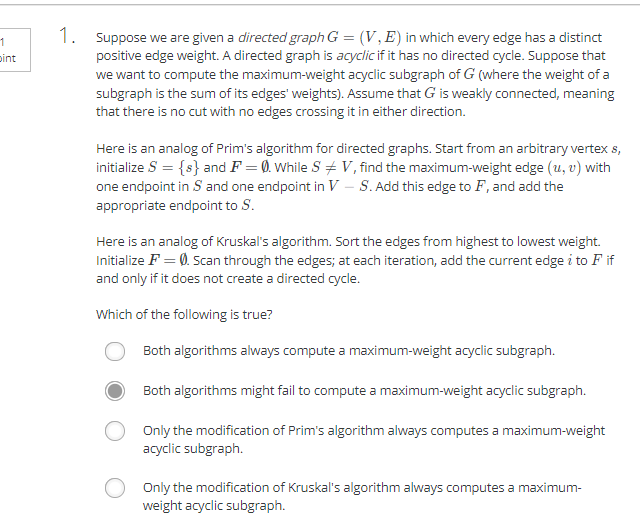 1
oint
1. Suppose we are given a directed graph G = (V, E) in which every edge has a distinct
positive edge weight. A directed graph is acyclic if it has no directed cycle. Suppose that
we want to compute the maximum-weight acyclic subgraph of G (where the weight of a
subgraph is the sum of its edges' weights). Assume that G is weakly connected, meaning
that there is no cut with no edges crossing it in either direction.
Here is an analog of Prim's algorithm for directed graphs. Start from an arbitrary vertex s,
initialize S = {s} and F = ∅. While S ≠ V, find the maximum-weight edge (u, v) with
one endpoint in S and one endpoint in V − S. Add this edge to F, and add the
appropriate endpoint to S.
Here is an analog of Kruskal's algorithm. Sort the edges from highest to lowest weight.
Initialize F = ∅. Scan through the edges; at each iteration, add the current edge i to F if
and only if it does not create a directed cycle.
Which of the following is true?
Both algorithms always compute a maximum-weight acyclic subgraph.
Both algorithms might fail to compute a maximum-weight acyclic subgraph.
Only the modification of Prim's algorithm always computes a maximum-weight
acyclic subgraph.
Only the modification of Kruskal's algorithm always computes a maximum-
weight acyclic subgraph.